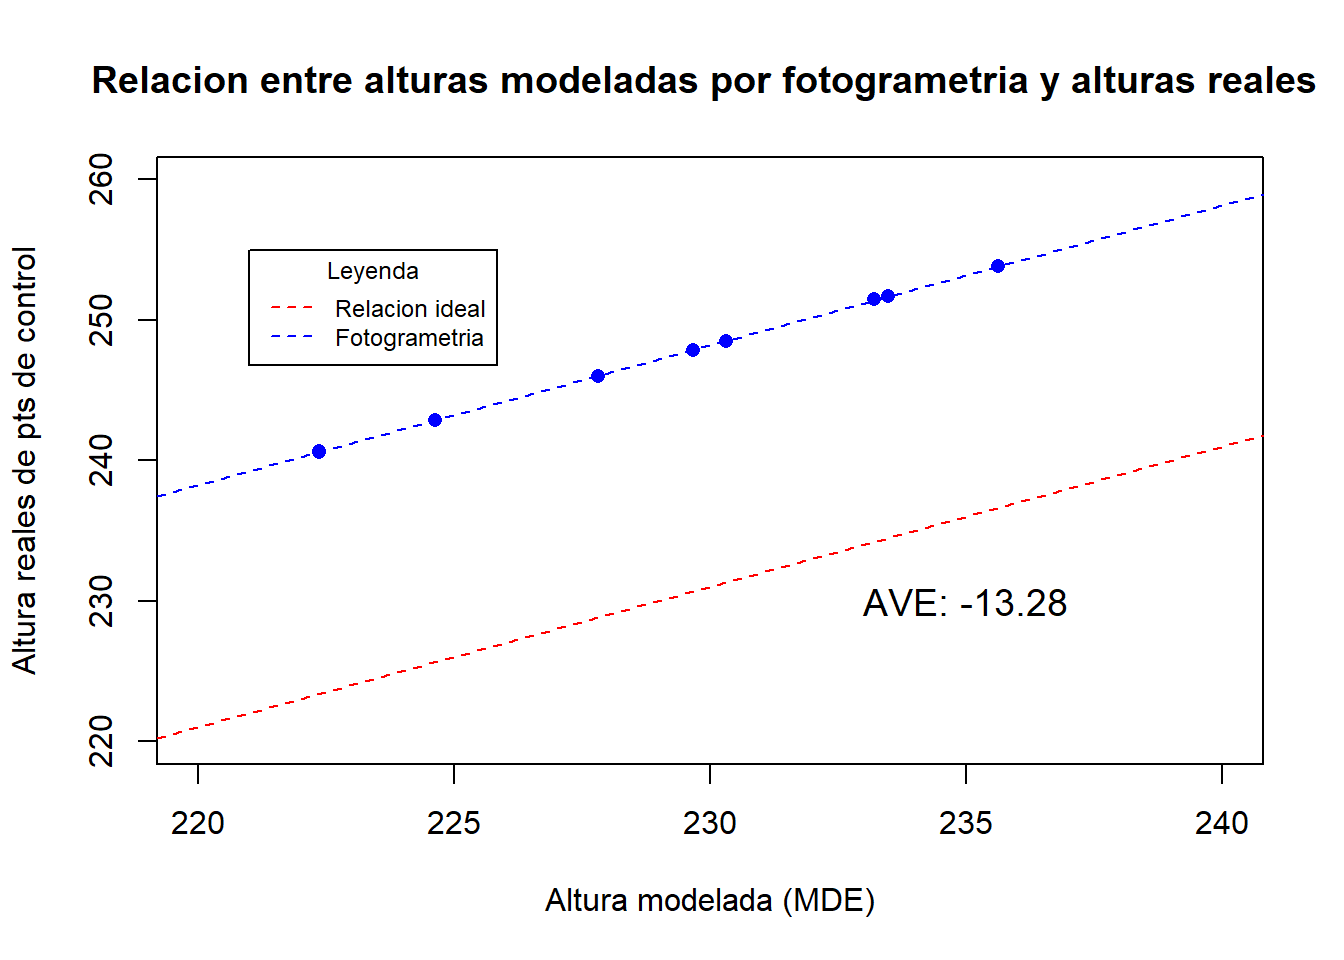 Relacion entre alturas modeladas por fotogrametria y alturas reales
Altura reales de pts de control
260
250
240
230
220
Leyenda
Relacion ideal
Fotogrametria
AVE: -13.28
220 225 230 235 240
Altura modelada (MDE)